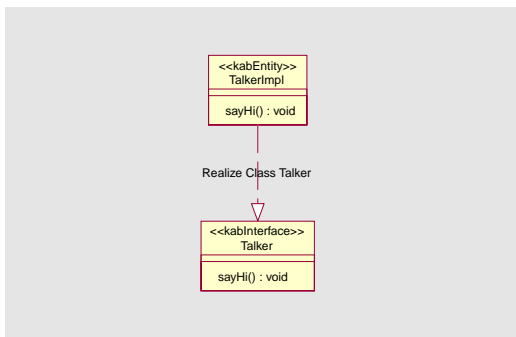 <<kabEntity>>
TalkerImpl
sayHi() : void
Realize Class Talker
<<kabInterface>>
Talker
sayHi() : void